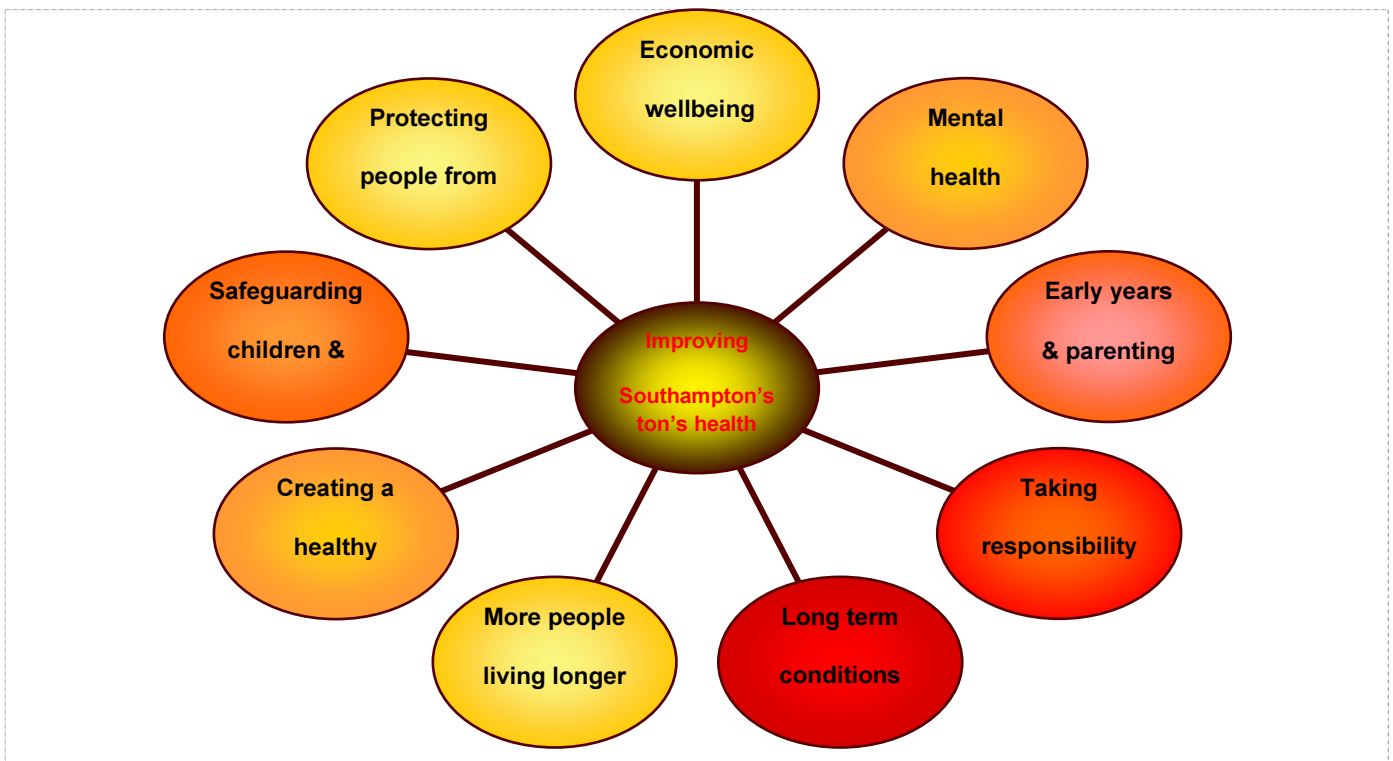 Economic
wellbeing
Mental
health
Early years
& parenting
Taking
responsibility
Long term
conditions
More people
living longer
Creating a
healthy
Safeguarding
children &
Protecting
people from
Improving
Southampton’s
ton’s health